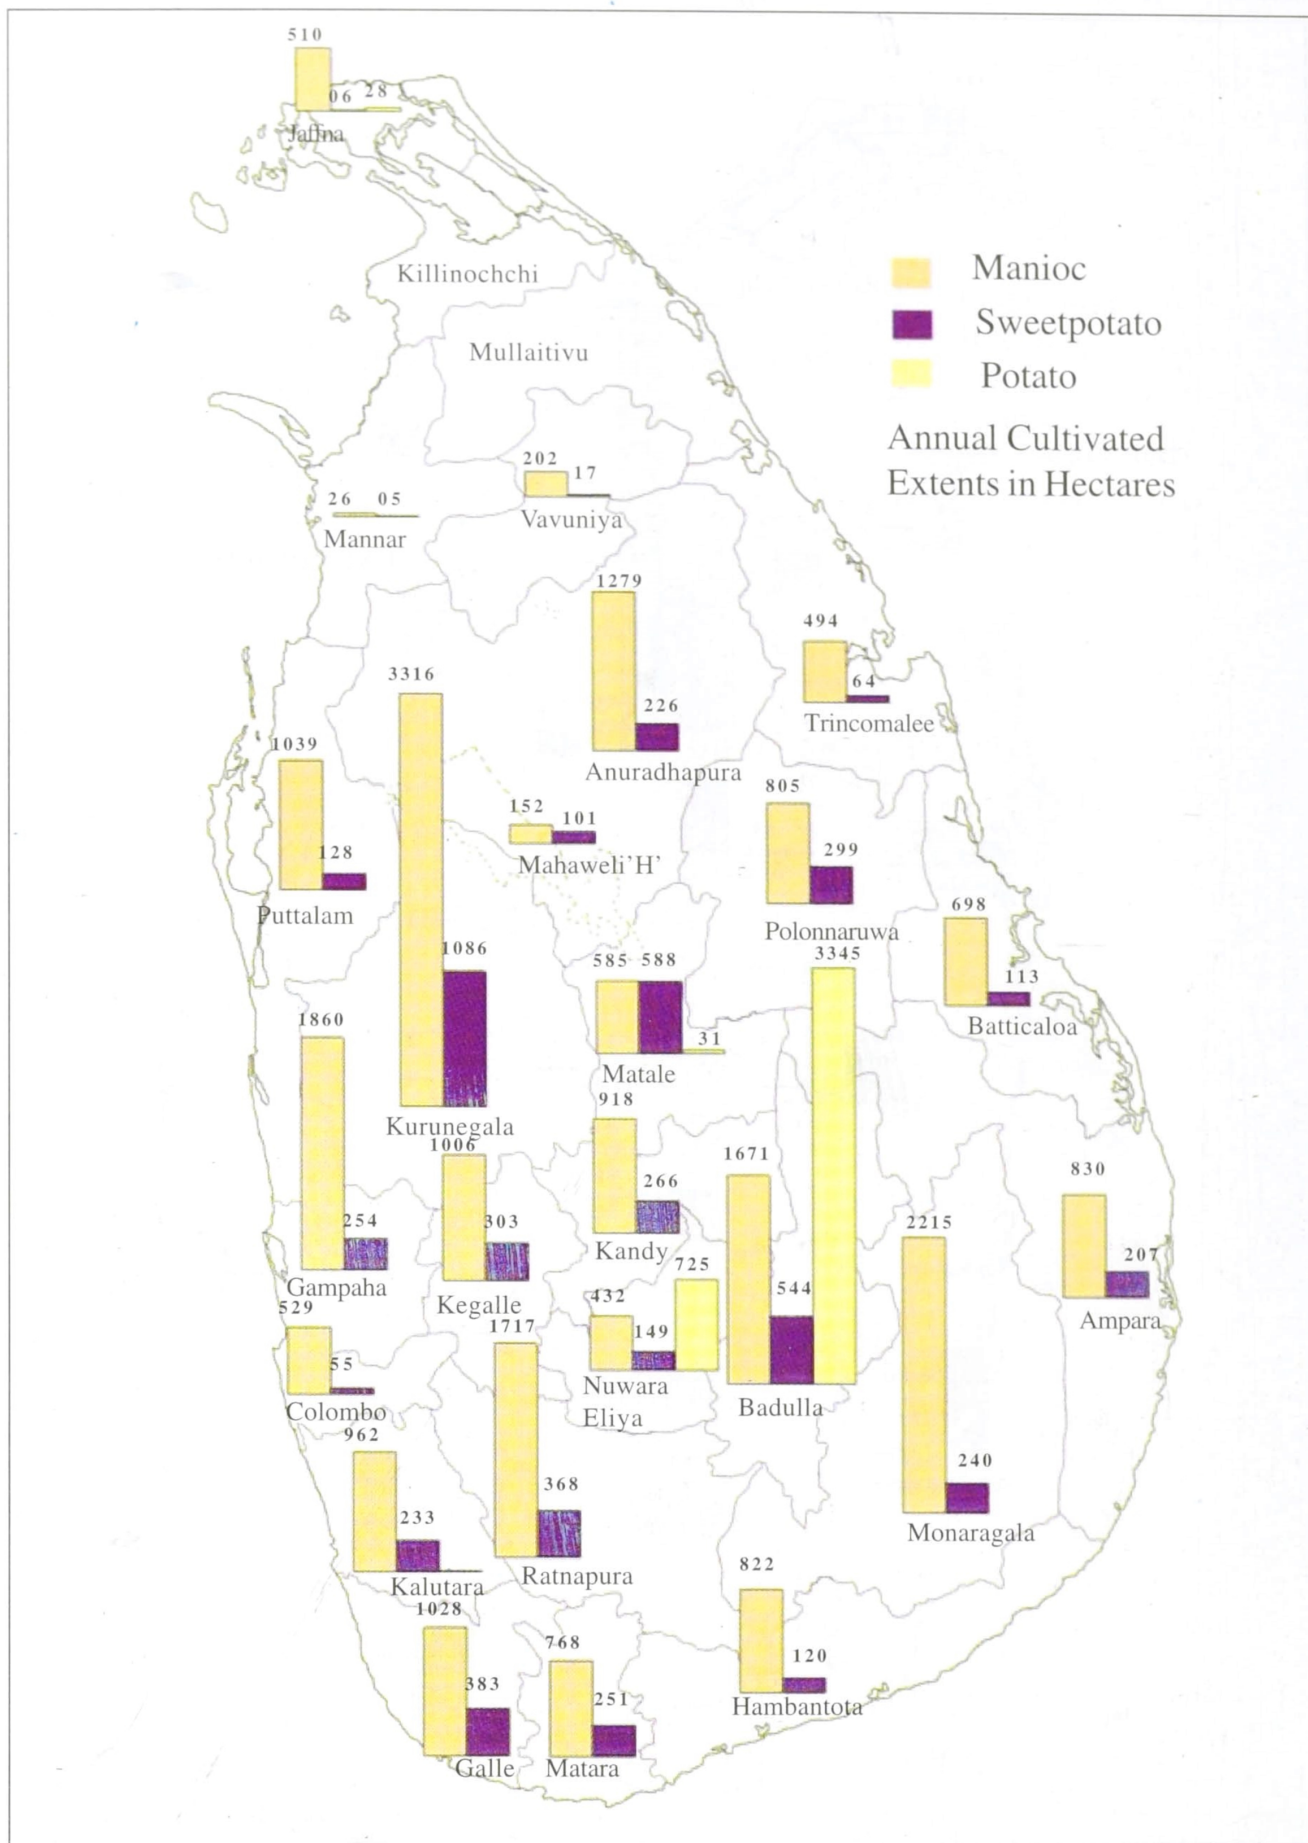 510
06 28
Jaffna
Killinochchi
Manioc
Sweetpotato
Mullaitivu
Potato
Annual Cultivated
Extents in Hectares
202 17
Vavuniya
26 05
Mannar
1279
226
Anuradhapura
494
64
Trincomalee
3316
1086
Kurunegala
1039
128
Puttalam
152 101
Mahaweli'H'
805
299
Polonnaruwa
698
113
Batticaloa
585 588
31
Matale
3345
1671
544
Badulla
1860
254
Gampaha
918
266
Kandy
1006
303
Kegalle
830
207
Ampara
2215
240
Monaragala
725
432
149
Nuwara
Eliya
529
55
Colombo
1717
368
Ratnapura
962
233
Kalutara
822
120
Hambantota
1028
383
Galle
768
251
Matara